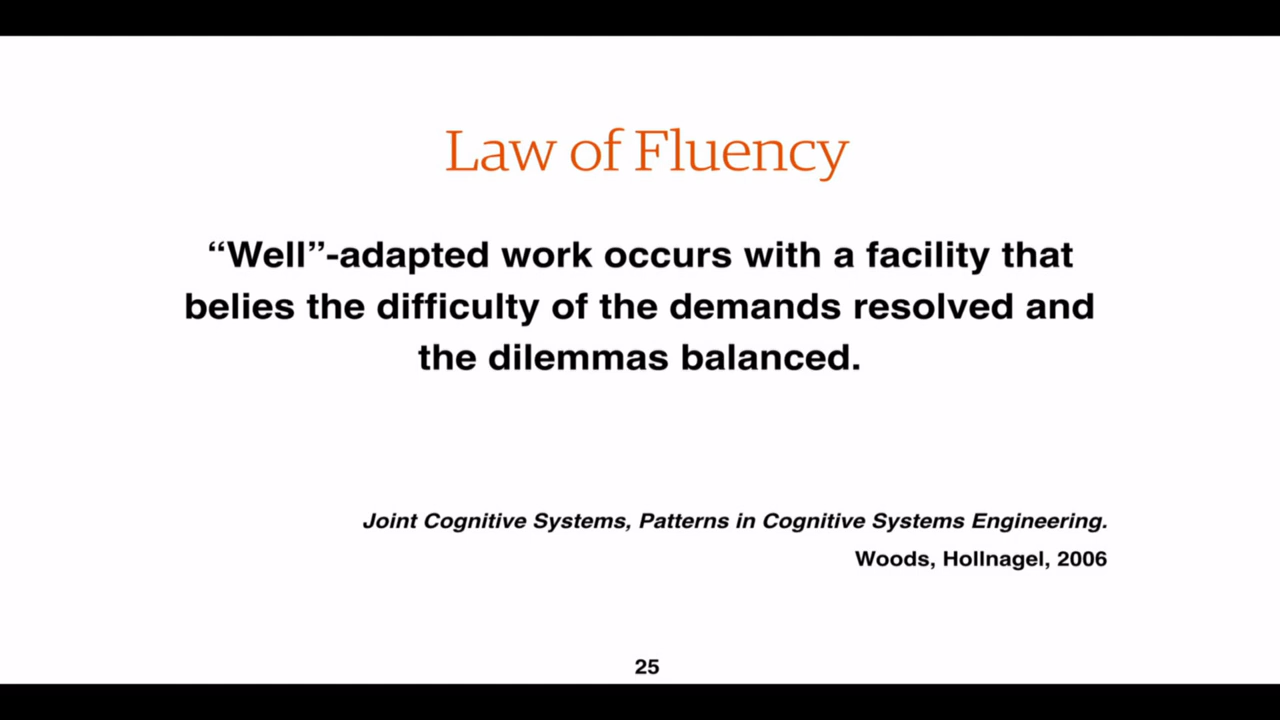 Law of Fluency
“Well”-adapted work occurs with a facility that
belies the difficulty of the demands resolved and
the dilemmas balanced.
Joint Cognitive Systems, Patterns in Cognitive Systems Engineering.
Woods, Hollnagel, 2006
25